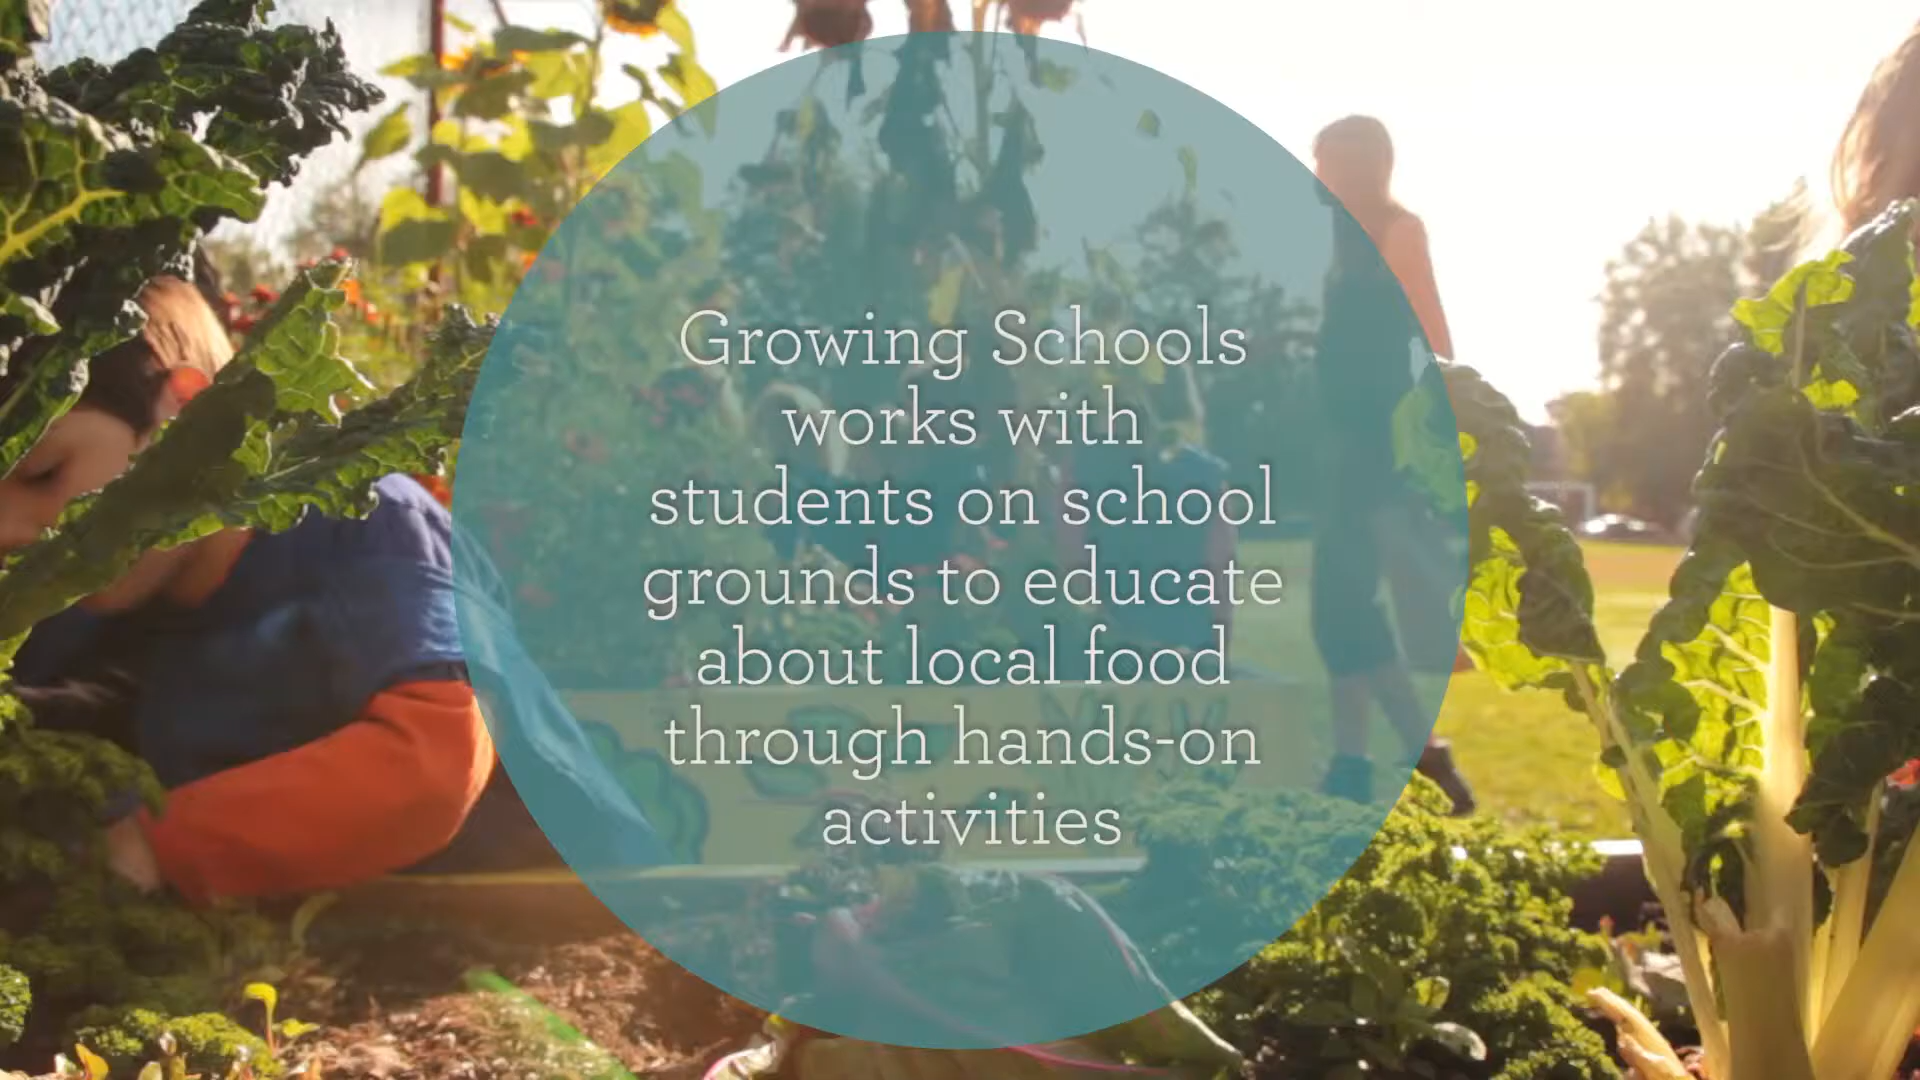 Growing Schools
works with
students on school
grounds to educate
about local food
through hands-on
activities